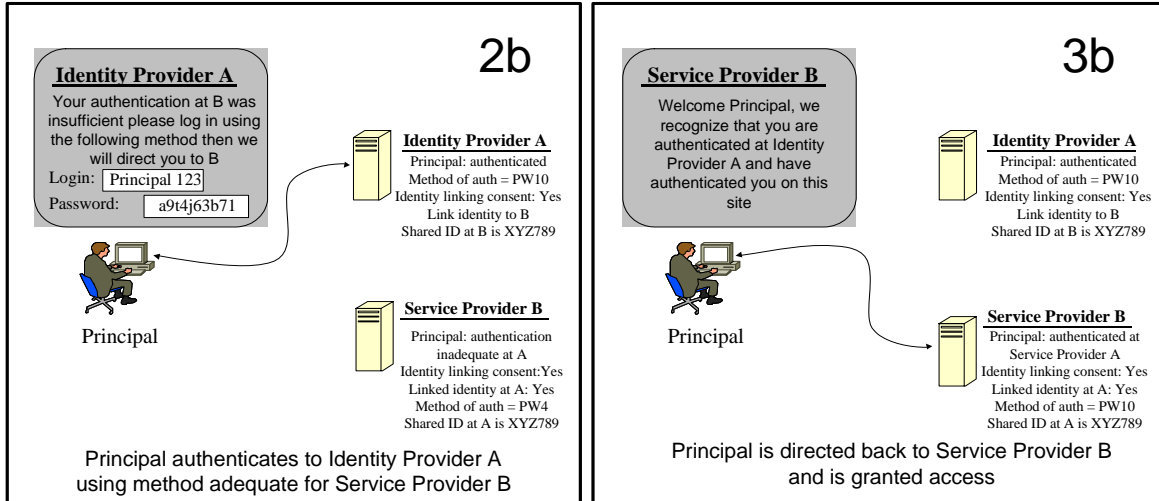 2b
Identity Provider A
Your authentication at B was
insufficient please log in using
the following method then we
will direct you to B
Login: Principal 123
Password: a9t4j63b71
Principal
Identity Provider A
Principal: authenticated
Method of auth = PW10
Identity linking consent: Yes
Link identity to B
Shared ID at B is XYZ789
Service Provider B
Principal: authentication
inadequate at A
Identity linking consent:Yes
Linked identity at A: Yes
Method of auth = PW4
Shared ID at A is XYZ789
Principal authenticates to Identity Provider A
using method adequate for Service Provider B
3b
Service Provider B
Welcome Principal, we
recognize that you are
authenticated at Identity
Provider A and have
authenticated you on this
site
Principal
Identity Provider A
Principal: authenticated
Method of auth = PW10
Identity linking consent: Yes
Link identity to B
Shared ID at B is XYZ789
Service Provider B
Principal: authenticated at
Service Provider A
Identity linking consent: Yes
Linked identity at A: Yes
Method of auth = PW10
Shared ID at A is XYZ789
Principal is directed back to Service Provider B
and is granted access